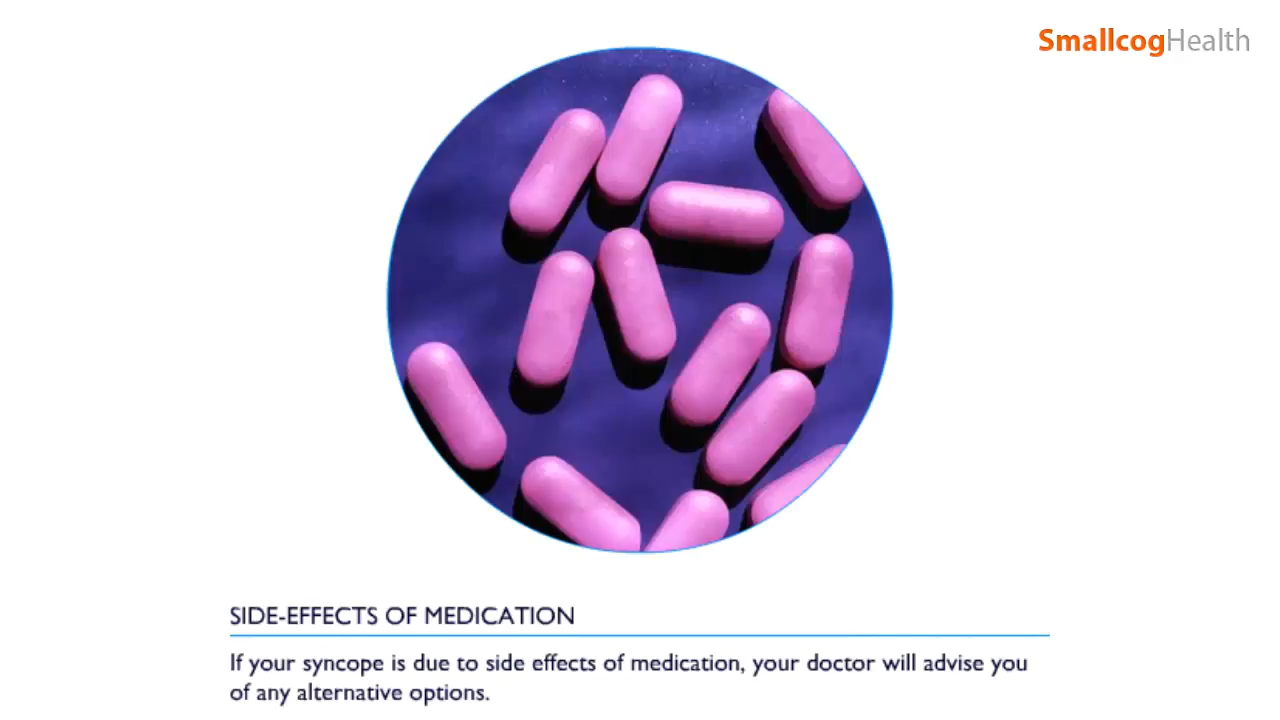 SmallcogHealth
SIDE-EFFECTS OF MEDICATION
If your syncope is due to side effects of medication, your doctor will advise you
of any alternative options.